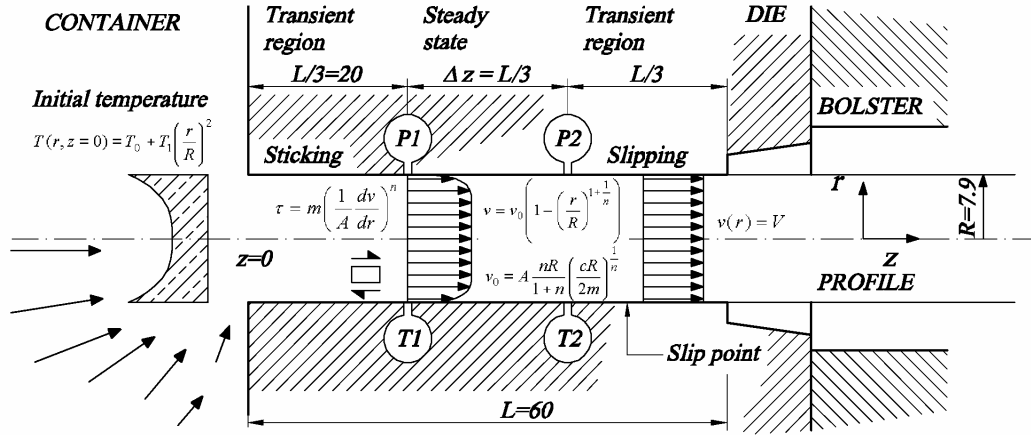 CONTAINER
Transient region
Steady state
Transient region
DIE
L/3=20
Δz=L/3
L/3
Initial temperature
T(r, z=0)=T₀+T₁(r/R)²
BOLSTER
P1
P2
Sticking
Slipping
τ=m(1/A dv/dr)ⁿ
v=v₀(1-(r/R)^(1+1/n))
v(r)=V
r
R=7.9
z=0
z
v₀=A nR/(1+n) (cR/2m)^(1/n)
PROFILE
T1
T2
Slip point
L=60